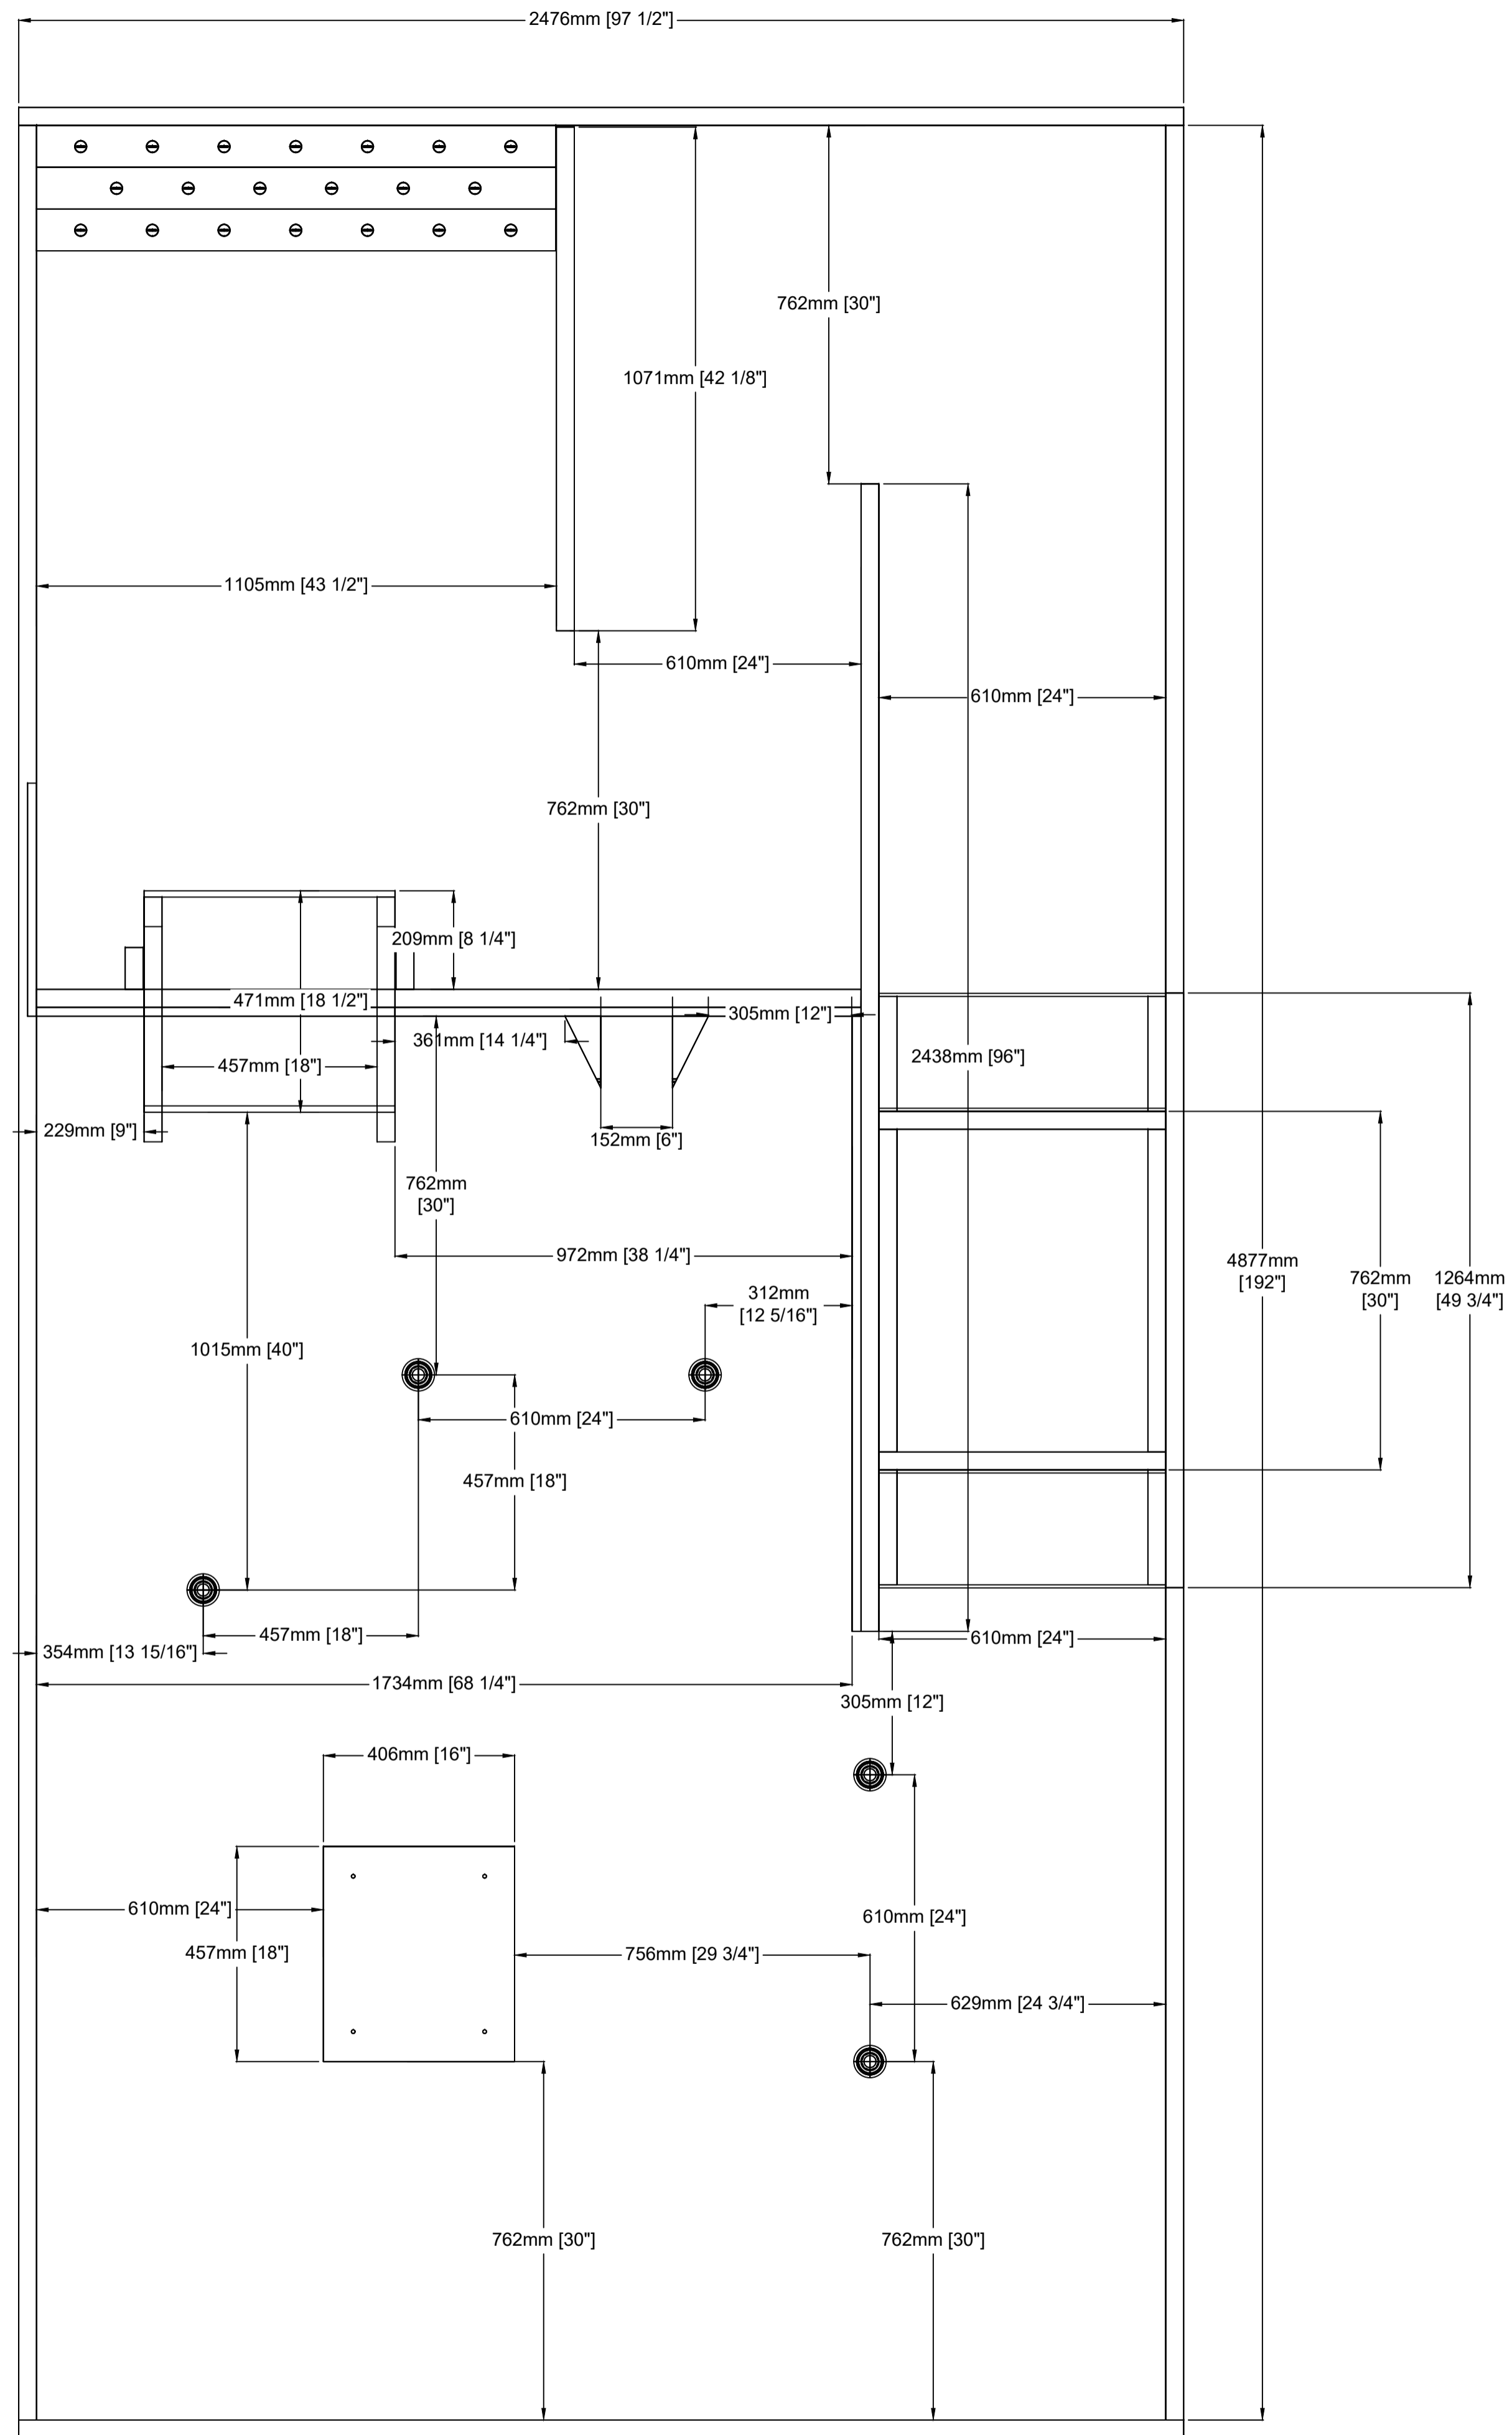 2476mm [97 1/2"]
762mm [30"]
1071mm [42 1/8"]
1105mm [43 1/2"]
610mm [24"]
610mm [24"]
762mm [30"]
209mm [8 1/4"]
471mm [18 1/2"]
305mm [12"]
361mm [14 1/4"]
2438mm [96"]
457mm [18"]
229mm [9"]
152mm [6"]
762mm
[30"]
972mm [38 1/4"]
4877mm
[192"]
762mm
[30"]
1264mm
[49 3/4"]
312mm
[12 5/16"]
1015mm [40"]
610mm [24"]
457mm [18"]
457mm [18"]
610mm [24"]
354mm [13 15/16"]
1734mm [68 1/4"]
305mm [12"]
406mm [16"]
610mm [24"]
610mm [24"]
457mm [18"]
756mm [29 3/4"]
629mm [24 3/4"]
762mm [30"]
762mm [30"]